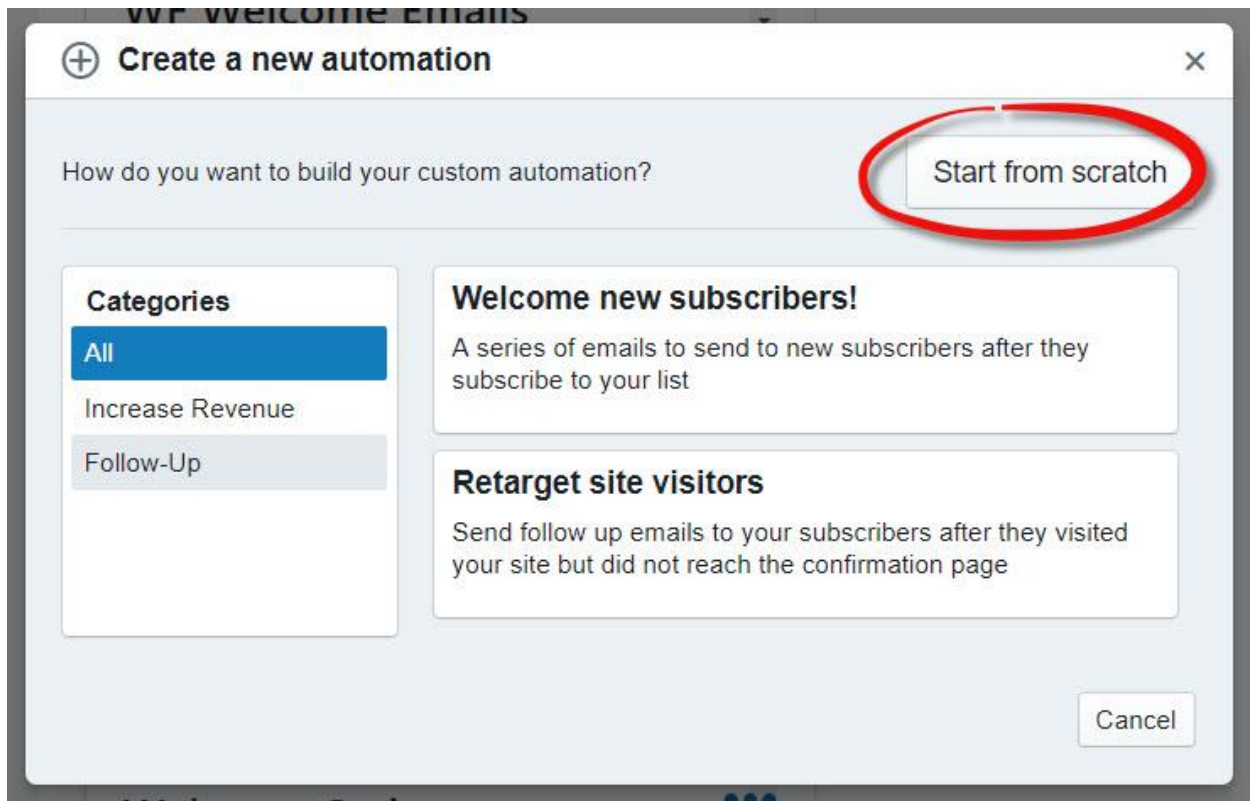 WF Welcome Emails
Create a new automation
How do you want to build your custom automation?
Start from scratch
Categories
All
Increase Revenue
Follow-Up
Welcome new subscribers!
A series of emails to send to new subscribers after they
subscribe to your list
Retarget site visitors
Send follow up emails to your subscribers after they visited
your site but did not reach the confirmation page
Cancel